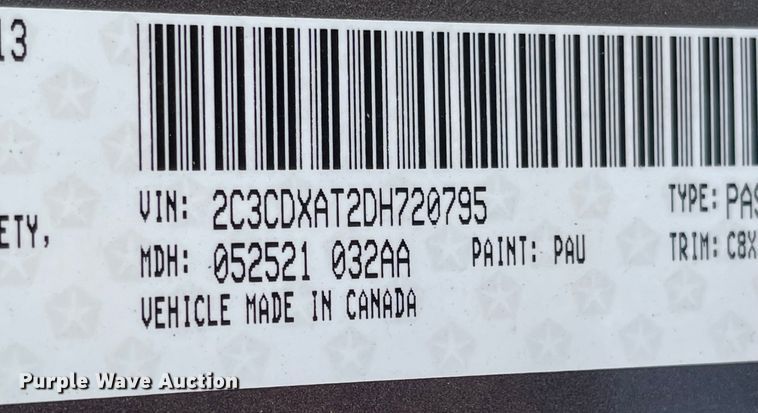 13
VIN: 2C3CDXAT2DH720795
TYPE: PAS
ETY,
MDH: 052521 032AA
PAINT: PAU
TRIM: C8X
VEHICLE MADE IN CANADA
Purple Wave Auction